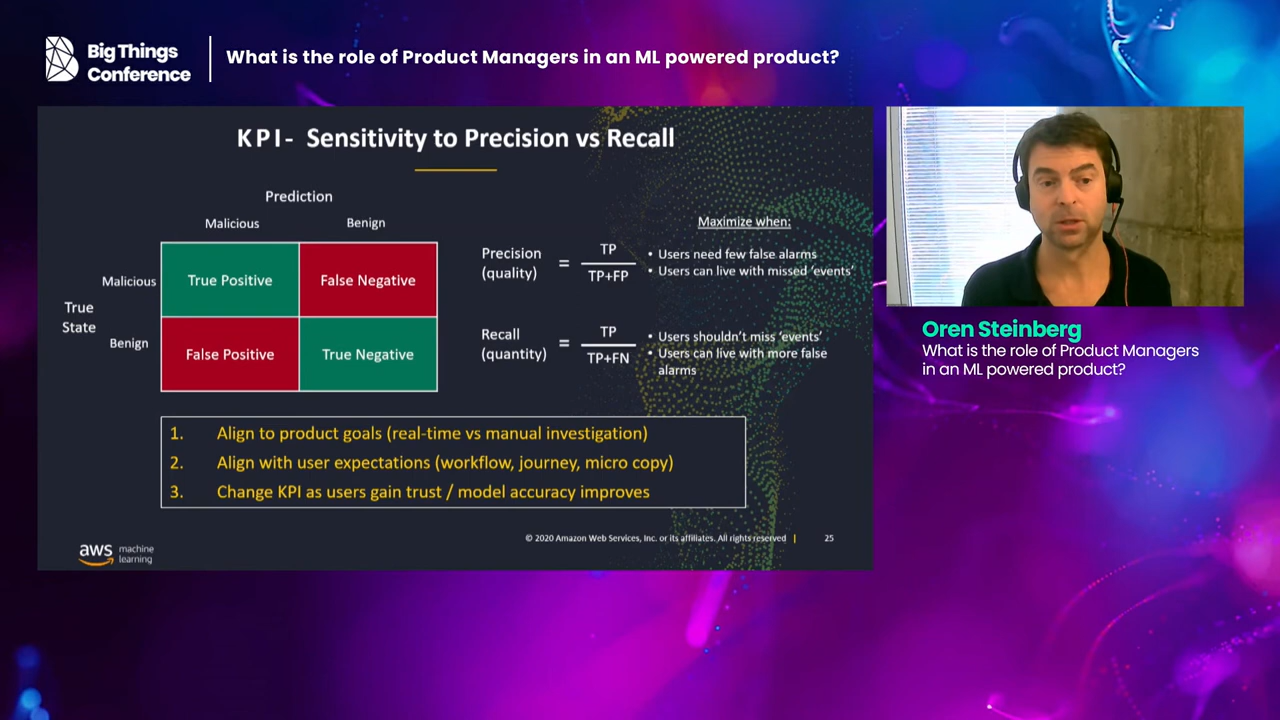 Big Things
Conference
What is the role of Product Managers in an ML powered product?
KPI - Sensitivity to Precision vs Recall
Prediction
Malicious
Benign
True
State
Malicious
Benign
True Positive
False Negative
False Positive
True Negative
Precision
(quality)
=
TP
TP+FP
Recall
(quantity)
=
TP
TP+FN
Maximize when:
• Users need few false alarms
• Users can live with missed 'events'
• Users shouldn't miss 'events'
• Users can live with more false
alarms
1. Align to product goals (real-time vs manual investigation)
2. Align with user expectations (workflow, journey, micro copy)
3. Change KPI as users gain trust / model accuracy improves
aws machine
learning
© 2020 Amazon Web Services, Inc. or its affiliates. All rights reserved | 25
Oren Steinberg
What is the role of Product Managers
in an ML powered product?